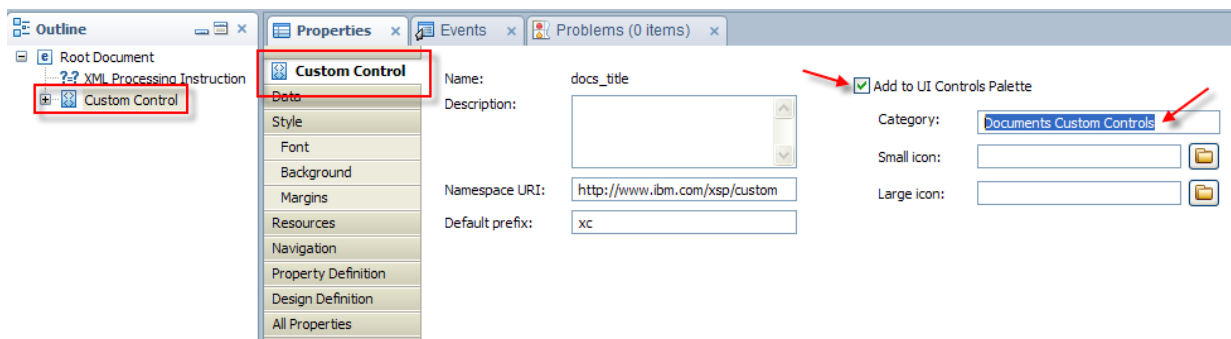 Outline
Properties
Events
Problems (0 items)
Root Document
?-? XML Processing Instruction
Custom Control
Custom Control
Data
Style
Font
Background
Margins
Resources
Navigation
Property Definition
Design Definition
All Properties
Name: docs_title
Description:
Namespace URI: http://www.ibm.com/xsp/custom
Default prefix: xc
Add to UI Controls Palette
Category: Documents Custom Controls
Small icon:
Large icon: